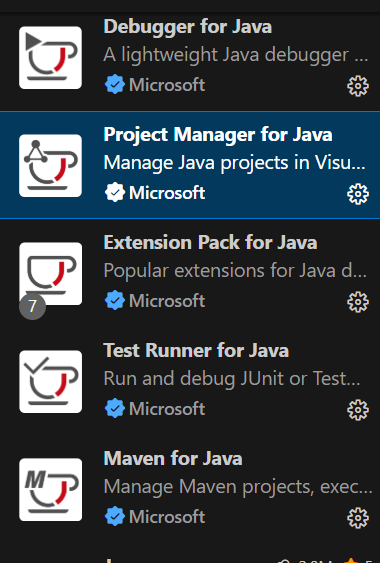 Debugger for Java
A lightweight Java debugger ...
Microsoft
Project Manager for Java
Manage Java projects in Visu...
Microsoft
Extension Pack for Java
Popular extensions for Java d...
7
Microsoft
Test Runner for Java
Run and debug JUnit or Test...
Microsoft
Maven for Java
M
Manage Maven projects, exec...
Microsoft